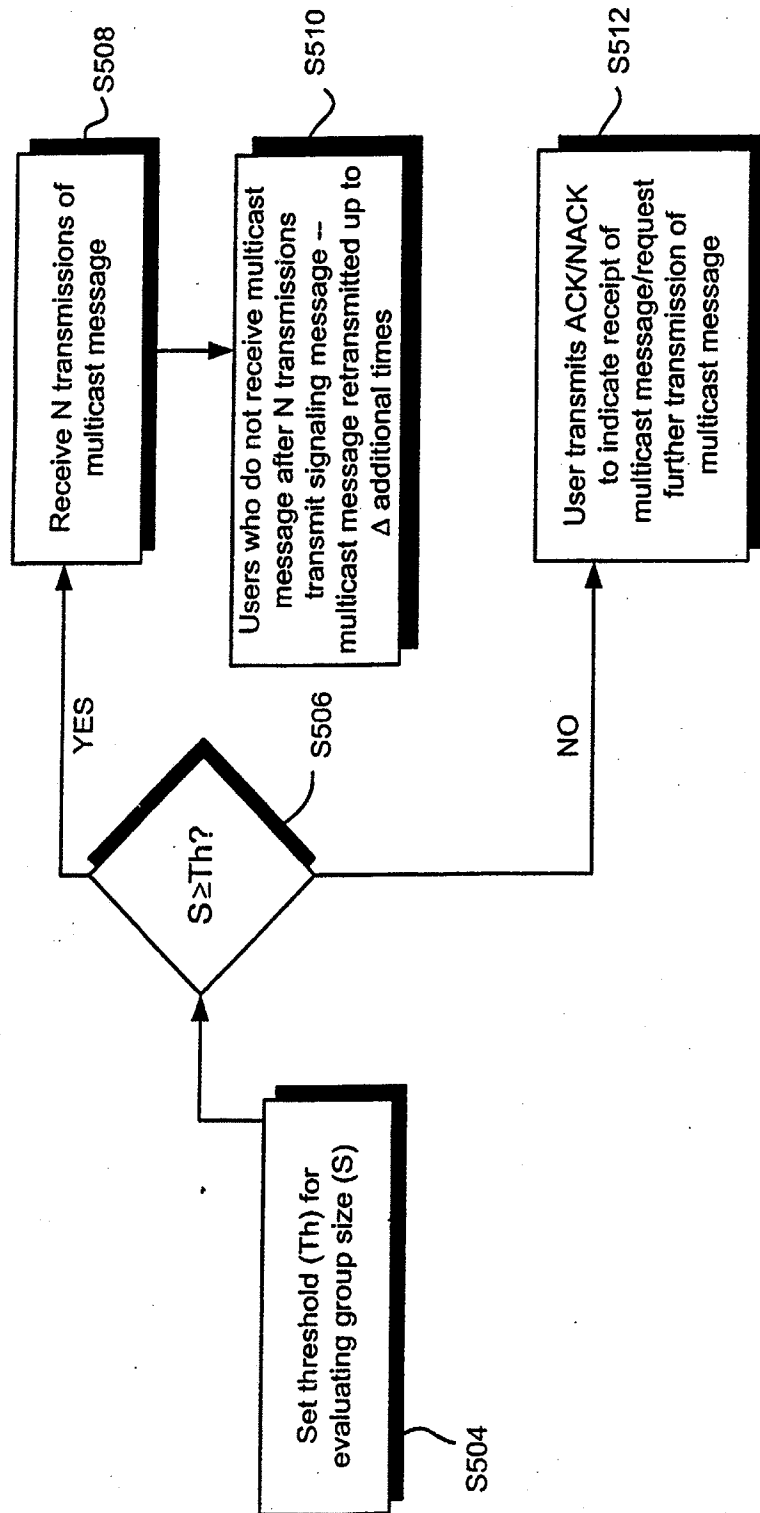 Set threshold (Th) for
evaluating group size (S)
S504
S≥Th?
S506
YES
Receive N transmissions of
multicast message
S508
Users who do not receive multicast
message after N transmissions
transmit signaling message --
multicast message retransmitted up to
Δ additional times
S510
NO
User transmits ACK/NACK
to indicate receipt of
multicast message/request
further transmission of
multicast message
S512